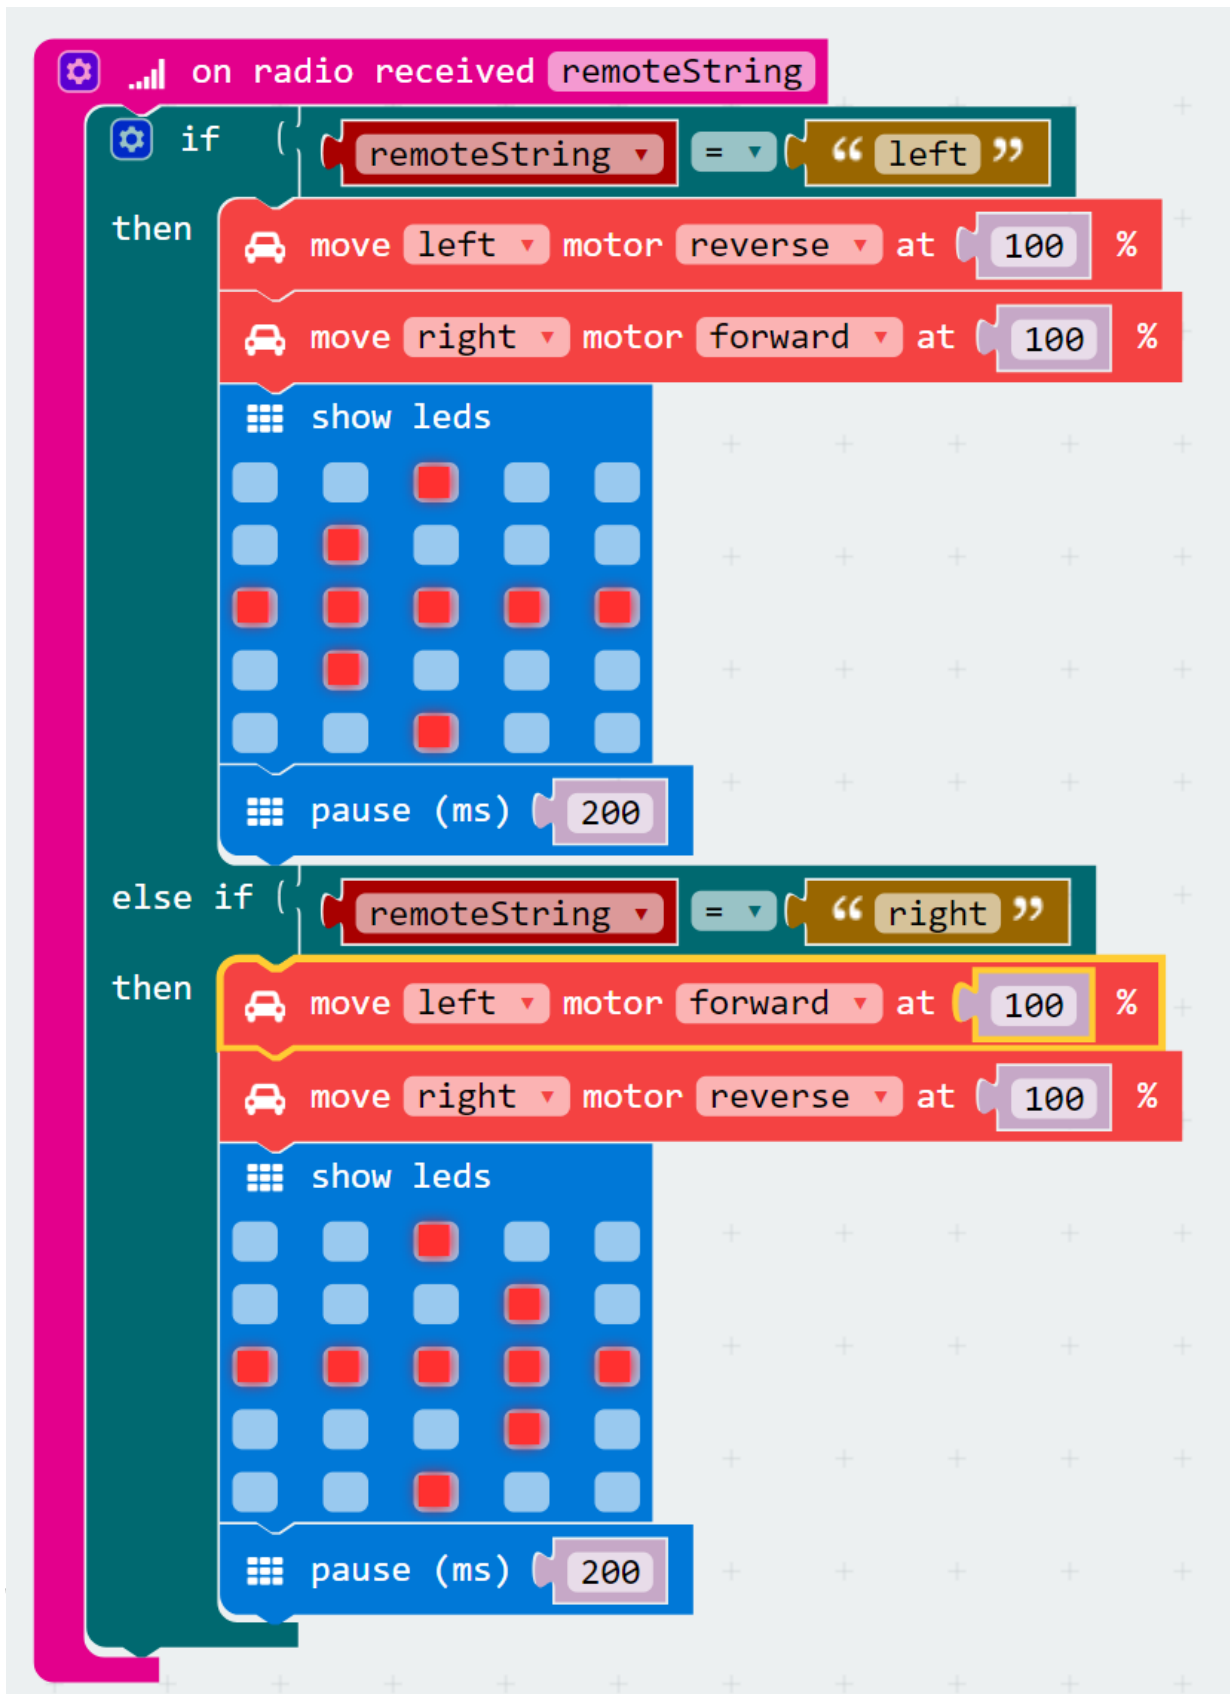 on radio received remoteString
if remoteString = “ left ”
then move left motor reverse at 100 %
move right motor forward at 100 %
show leds
pause (ms) 200
else if remoteString = “ right ”
then move left motor forward at 100 %
move right motor reverse at 100 %
show leds
pause (ms) 200